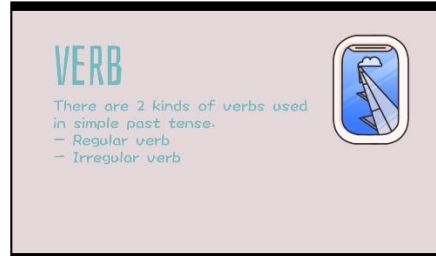 VERB
There are 2 kinds of verbs used
in simple past tense.
- Regular verb
- Irregular verb